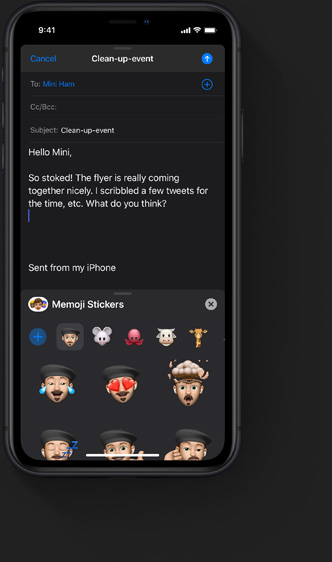 9:41
Cancel Clean-up-event
To: Mini Ham
Cc/Bcc:
Subject: Clean-up-event
Hello Mini,
So stoked! The flyer is really coming
together nicely. I scribbled a few tweets for
the time, etc. What do you think?
Sent from my iPhone
Memoji Stickers